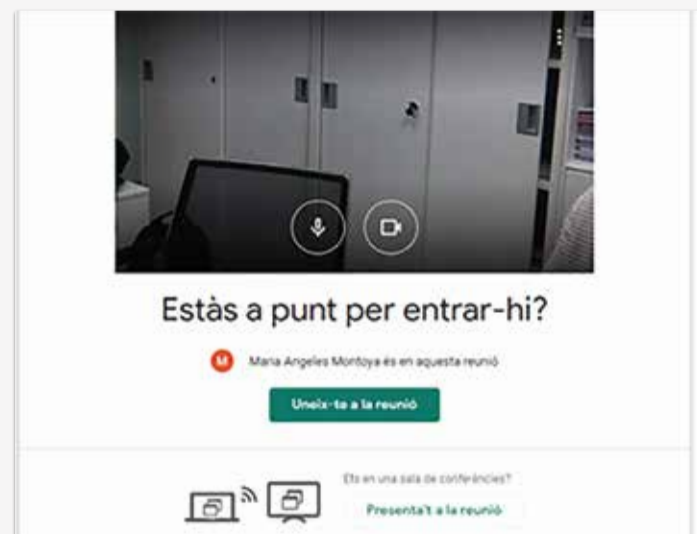 Estàs a punt per entrar-hi?
M
Maria Angeles Montoya és en aquesta reunió
Uneix-te a la reunió
Ets en una sala de conferències?
Presenta't a la reunió